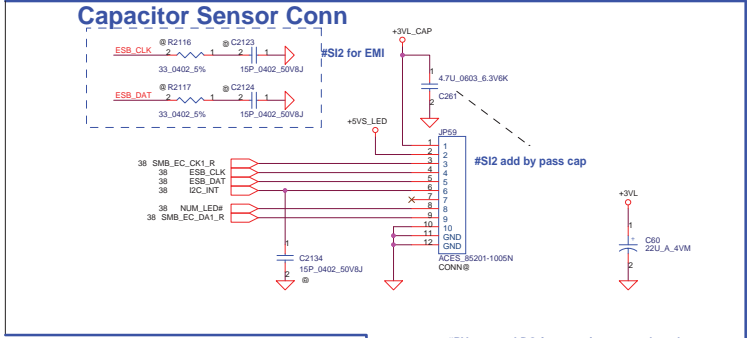 Capacitor Sensor Conn
@ R2116
@ C2123
ESB_CLK
2 1 2 1
33_0402_5%
15P_0402_50V8J
#SI2 for EMI
@ R2117
@ C2124
ESB_DAT
2 1 2 1
33_0402_5%
15P_0402_50V8J
+3VL_CAP
1
4.7U_0603_6.3V6K
C261
2
+5VS_LED
JP59
#SI2 add by pass cap
1 1
2 2
38 SMB_EC_CK1_R 3 3
38 ESB_CLK 4 4
38 ESB_DAT 5 5
38 I2C_INT 6 6
7 7
38 NUM_LED# 8 8
38 SMB_EC_DA1_R 9 9
10 10
11 GND
12 GND
ACES_85201-1005N
CONN@
1
C2134
15P_0402_50V8J
2
@
+3VL
1
+
C60
22U_A_4VM
2